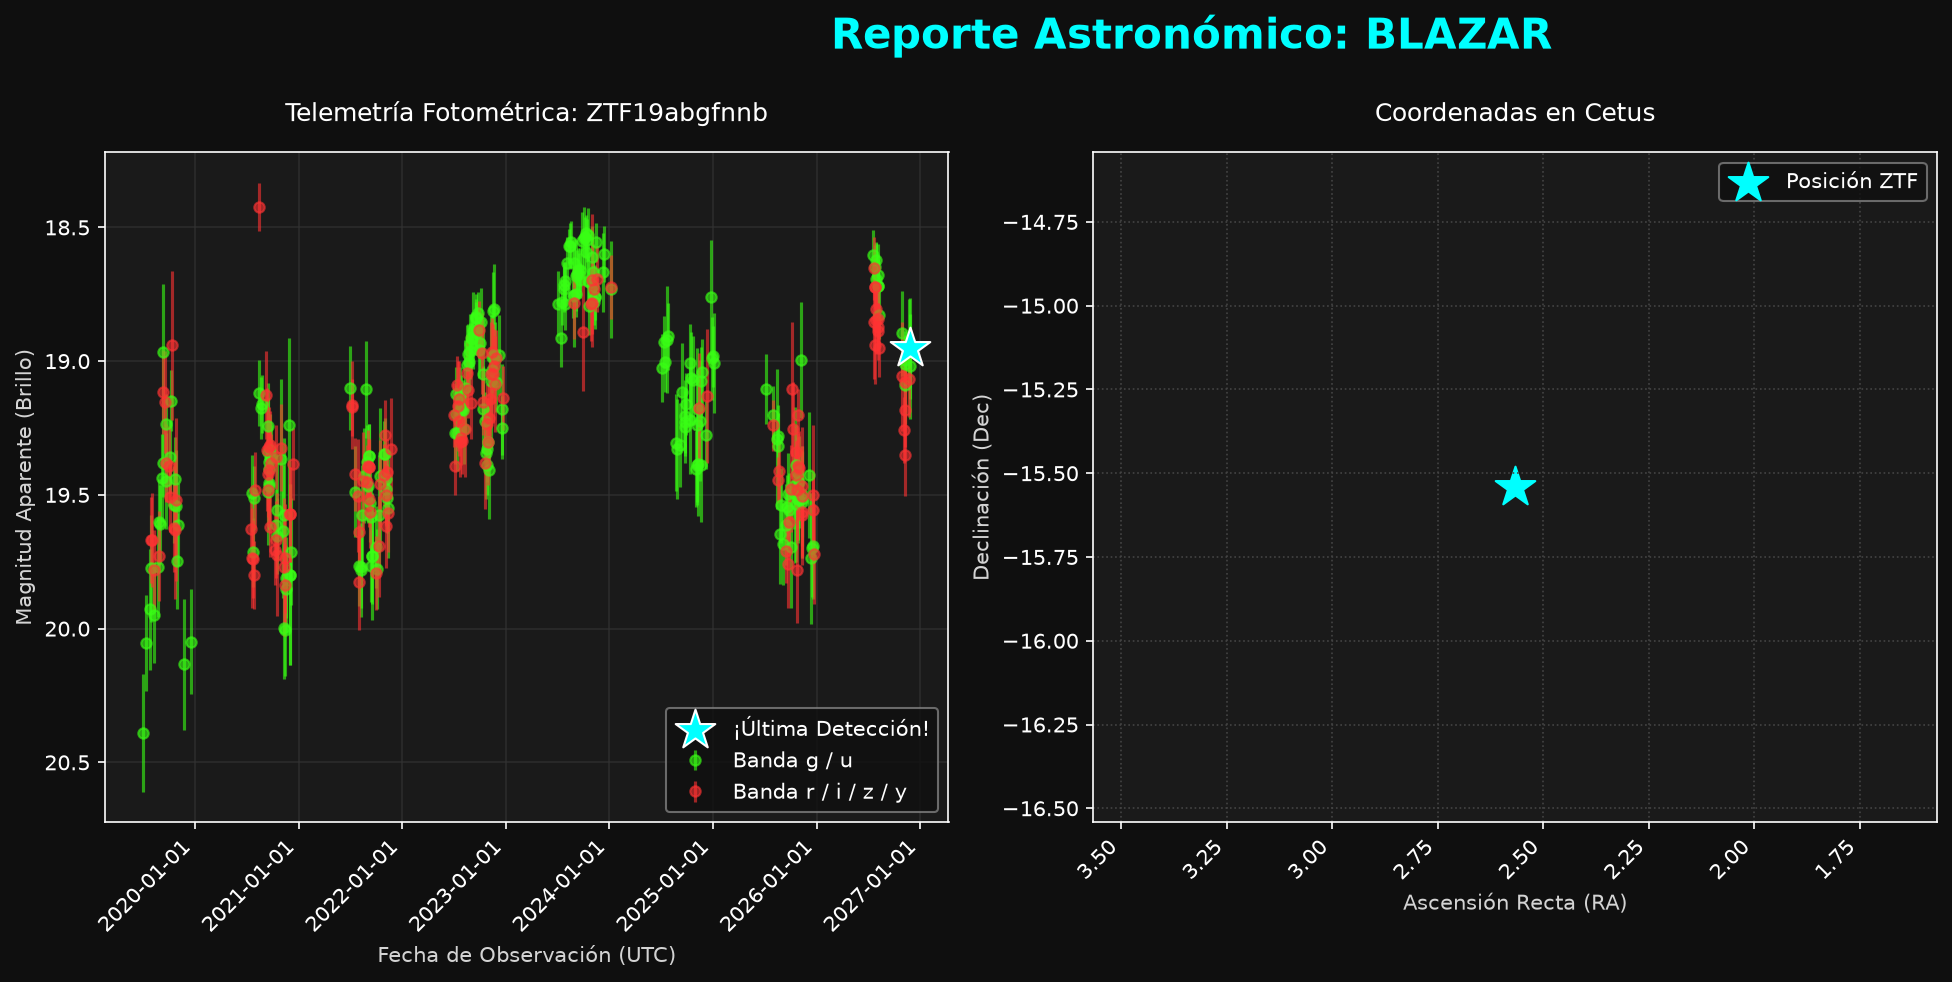 Reporte Astronómico: BLAZAR
Telemetría Fotométrica: ZTF19abgfnnb
Magnitud Aparente (Brillo)
18.5
19.0
19.5
20.0
20.5
¡Última Detección!
Banda g / u
Banda r / i / z / y
2020-01-01
2021-01-01
2022-01-01
2023-01-01
2024-01-01
2025-01-01
2026-01-01
2027-01-01
Fecha de Observación (UTC)
Coordenadas en Cetus
Posición ZTF
Declinación (Dec)
−14.75
−15.00
−15.25
−15.50
−15.75
−16.00
−16.25
−16.50
3.50
3.25
3.00
2.75
2.50
2.25
2.00
1.75
Ascensión Recta (RA)